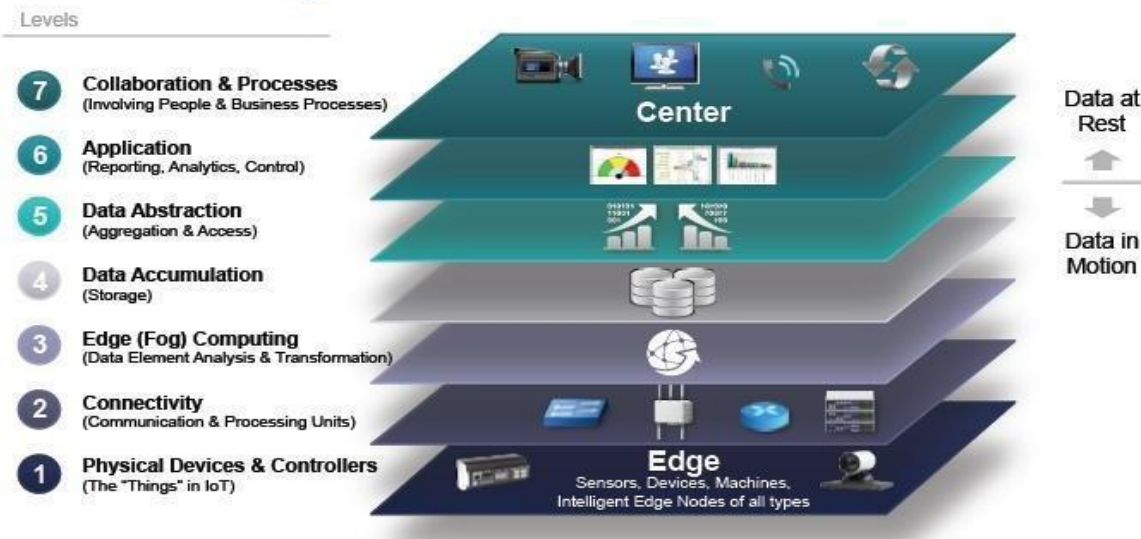 Levels
7
Collaboration & Processes
(Involving People & Business Processes)
6
Application
(Reporting, Analytics, Control)
5
Data Abstraction
(Aggregation & Access)
4
Data Accumulation
(Storage)
3
Edge (Fog) Computing
(Data Element Analysis & Transformation)
2
Connectivity
(Communication & Processing Units)
1
Physical Devices & Controllers
(The "Things" in IoT)
Center
Edge
Sensors, Devices, Machines,
Intelligent Edge Nodes of all types
Data at
Rest
Data in
Motion